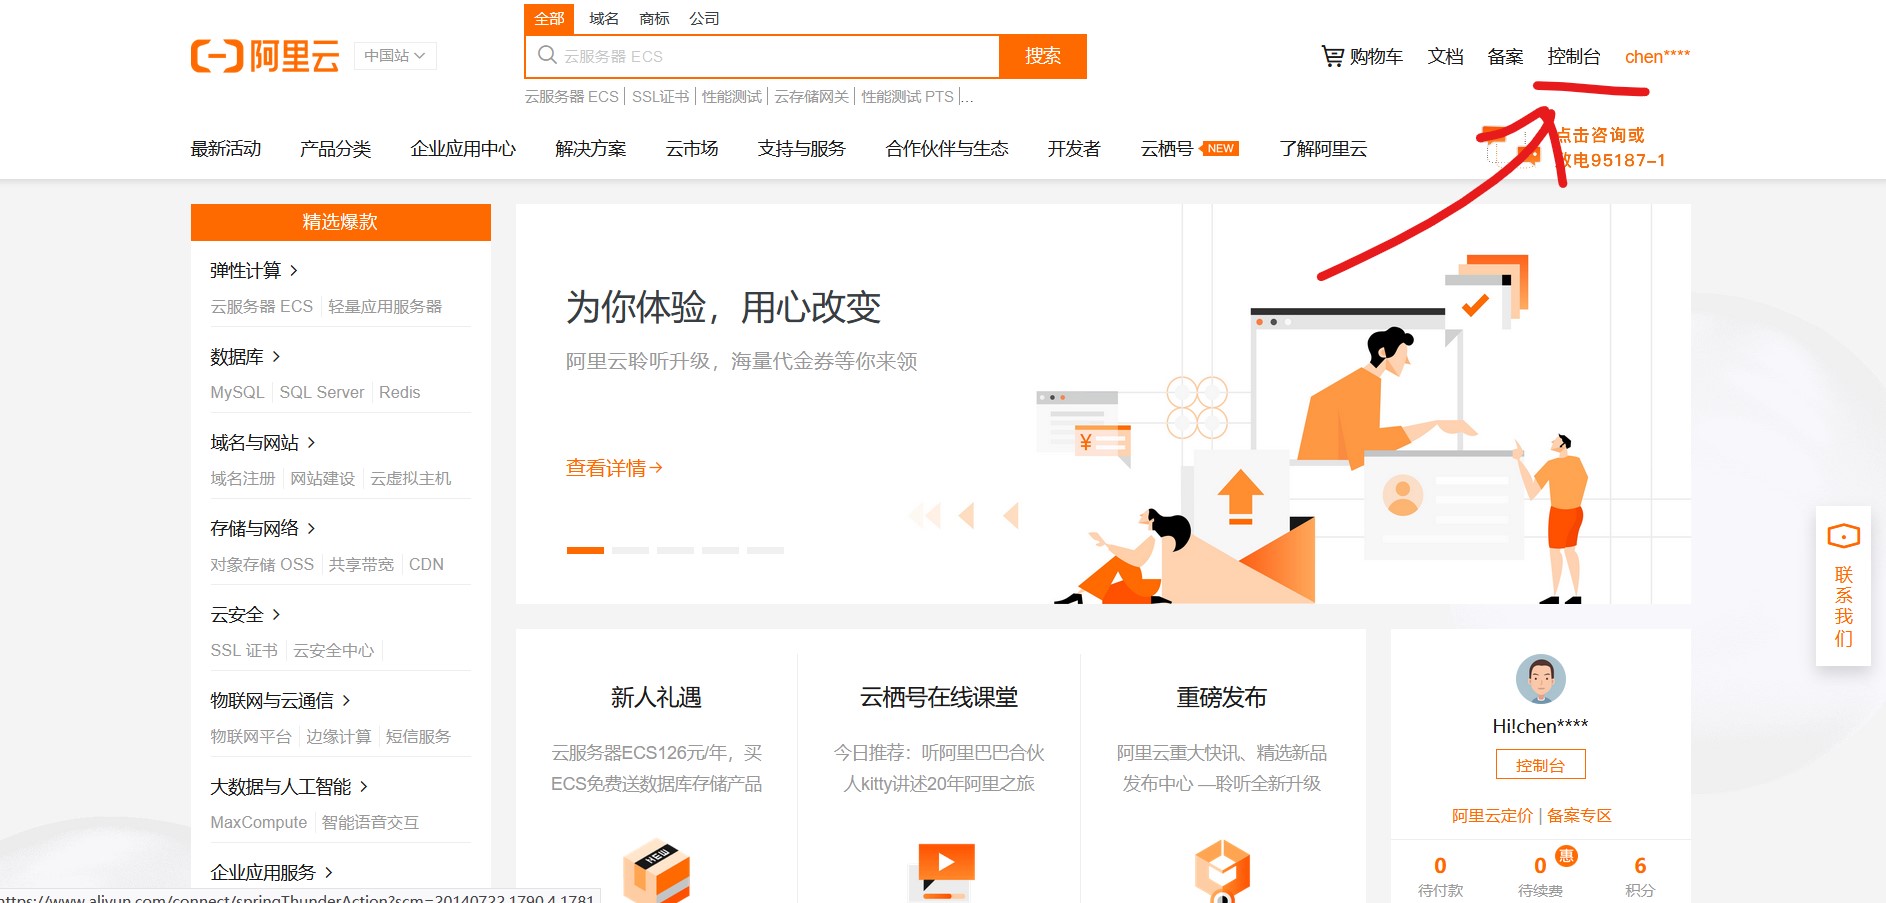 全部 域名 商标 公司
阿里云 中国站
云服务器 ECS 搜索
购物车 文档 备案 控制台 chen****
云服务器 ECS | SSL证书 | 性能测试 | 云存储网关 | 性能测试 PTS |...
最新活动 产品分类 企业应用中心 解决方案 云市场 支持与服务 合作伙伴与生态 开发者 云栖号 NEW 了解阿里云
点击咨询或
电95187-1
精选爆款
弹性计算 >
云服务器 ECS 轻量应用服务器
数据库 >
MySQL SQL Server Redis
域名与网站 >
域名注册 网站建设 云虚拟主机
存储与网络 >
对象存储 OSS 共享带宽 CDN
云安全 >
SSL 证书 云安全中心
物联网与云通信 >
物联网平台 边缘计算 短信服务
大数据与人工智能 >
MaxCompute 智能语音交互
企业应用服务 >
为你体验，用心改变
阿里云聆听升级，海量代金券等你来领
查看详情→
¥
联系我们
新人礼遇
云服务器ECS126元/年，买
ECS免费送数据库存储产品
NEW
云栖号在线课堂
今日推荐：听阿里巴巴合伙
人kitty讲述20年阿里之旅
重磅发布
阿里云重大快讯、精选新品
发布中心 —聆听全新升级
Hi!chen****
控制台
阿里云定价 | 备案专区
0 0 惠 6
待付款 待续费 积分
https://www.aliyun.com/connect/springThunderAction?scm=20140722.1790.4.1781